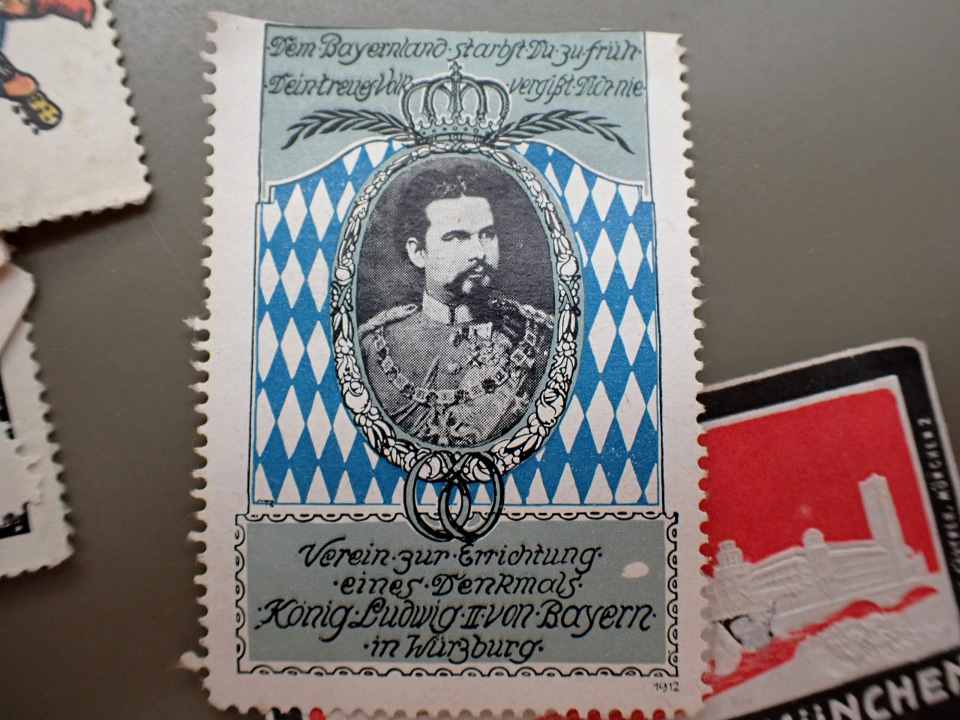 Dem·Bayernland·starbst·Du·zu·früh·
·Dein·treues·Volk·vergißt·Dich·nie·
Verein·zur·Errichtung·
·eines·Denkmals·
·König·Ludwig·II·von·Bayern·
·in·Würzburg·
1912
MÜNCHEN